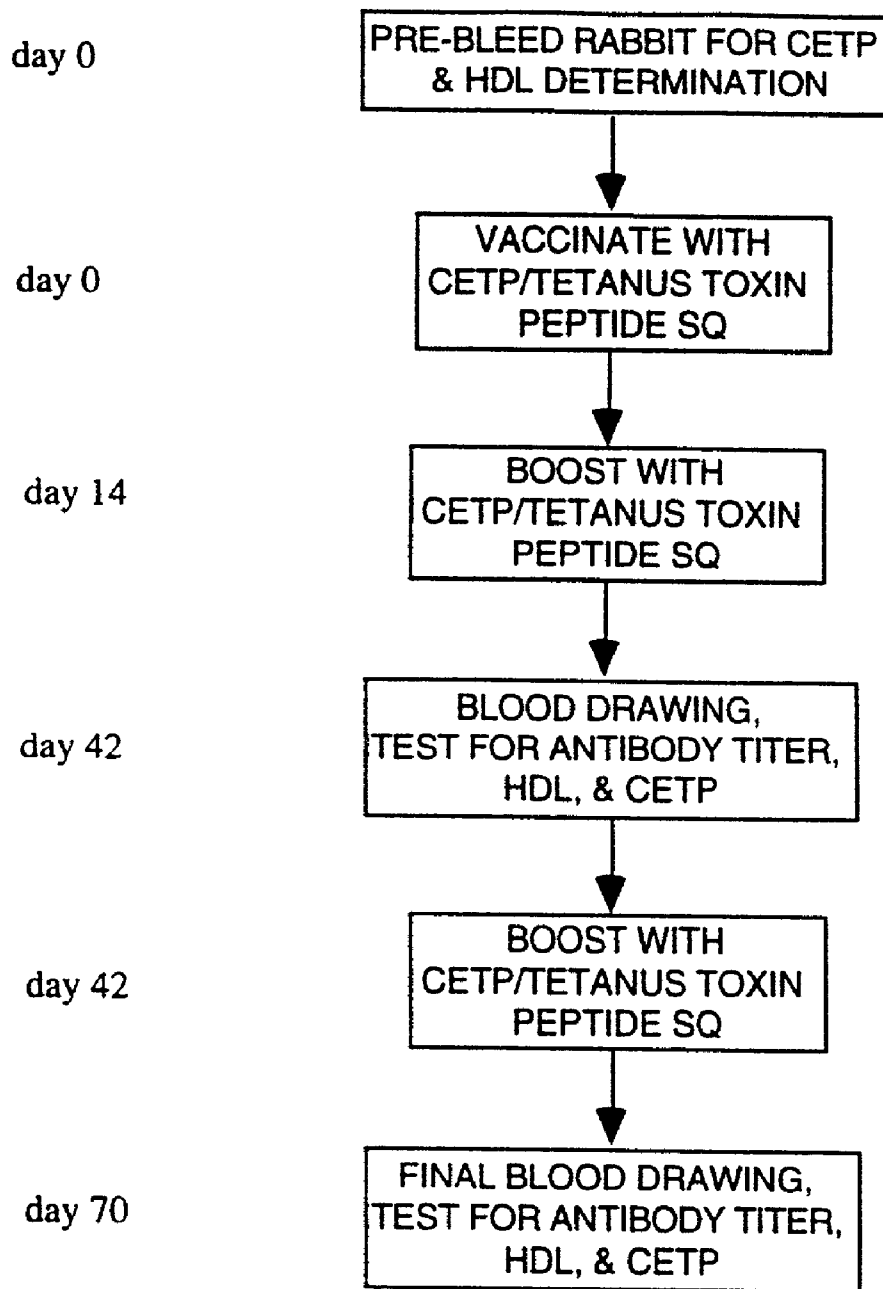 day 0
PRE-BLEED RABBIT FOR CETP
& HDL DETERMINATION
day 0
VACCINATE WITH
CETP/TETANUS TOXIN
PEPTIDE SQ
day 14
BOOST WITH
CETP/TETANUS TOXIN
PEPTIDE SQ
day 42
BLOOD DRAWING,
TEST FOR ANTIBODY TITER,
HDL, & CETP
day 42
BOOST WITH
CETP/TETANUS TOXIN
PEPTIDE SQ
day 70
FINAL BLOOD DRAWING,
TEST FOR ANTIBODY TITER,
HDL, & CETP